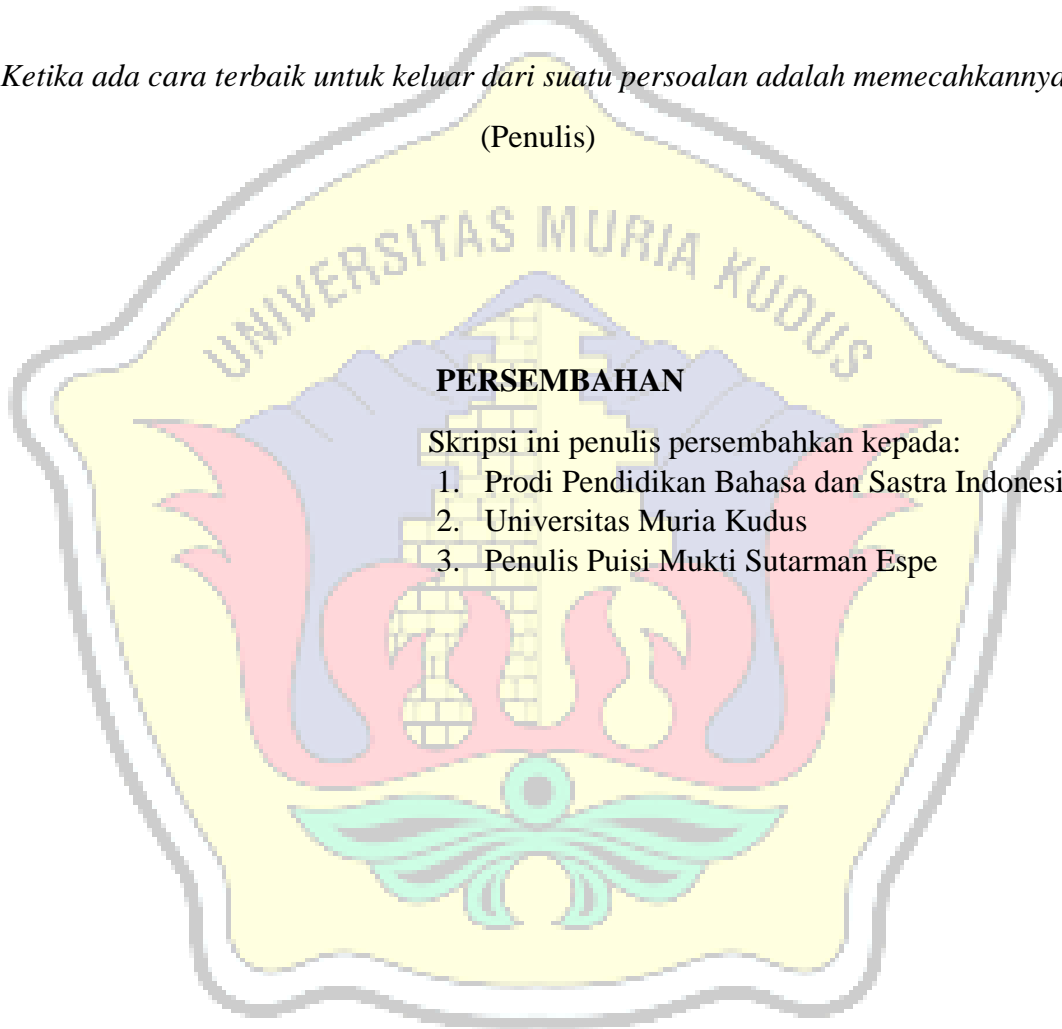 Ketika ada cara terbaik untuk keluar dari suatu persoalan adalah memecahkannya
(Penulis)
UNIVERSITAS MURIA KUDUS
PERSEMBAHAN
Skripsi ini penulis persembahkan kepada:
1. Prodi Pendidikan Bahasa dan Sastra Indonesi
2. Universitas Muria Kudus
3. Penulis Puisi Mukti Sutarman Espe